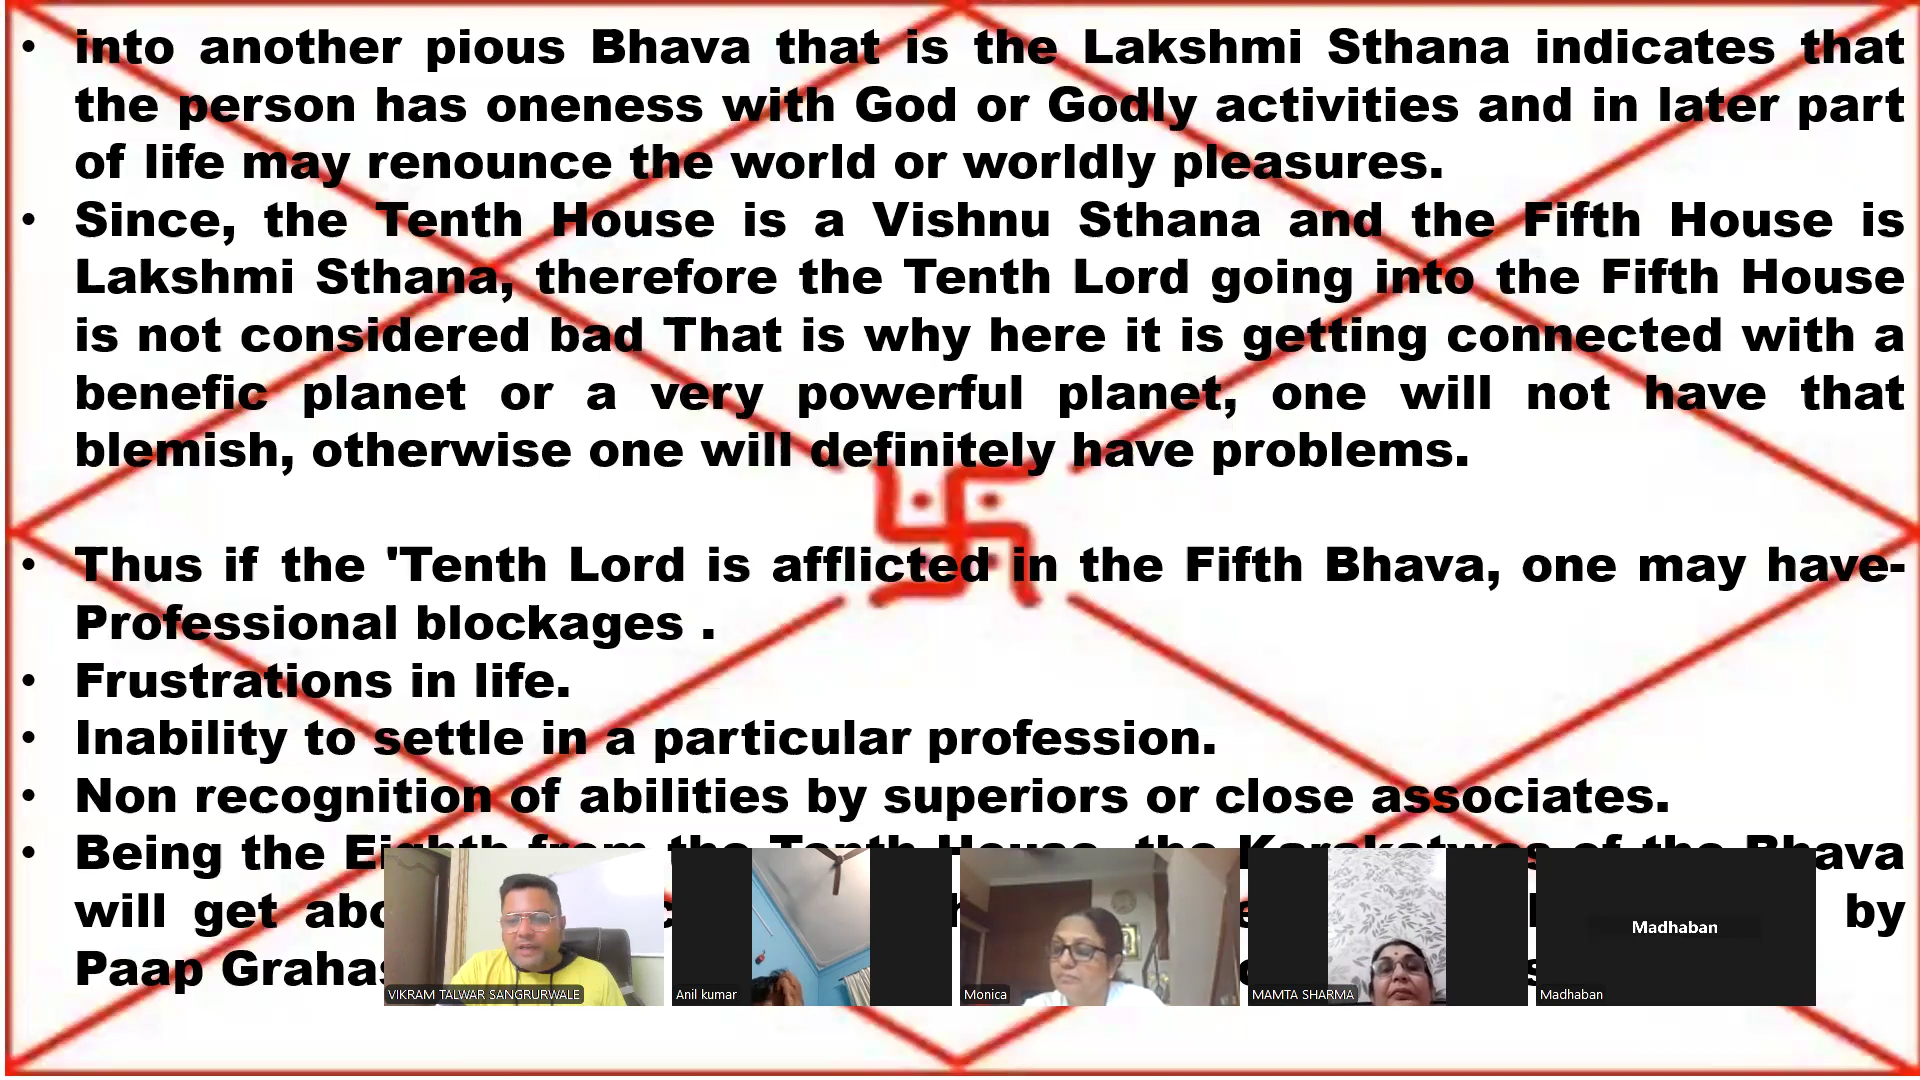 • into another pious Bhava that is the Lakshmi Sthana indicates that
the person has oneness with God or Godly activities and in later part
of life may renounce the world or worldly pleasures.
• Since, the Tenth House is a Vishnu Sthana and the Fifth House is
Lakshmi Sthana, therefore the Tenth Lord going into the Fifth House
is not considered bad That is why here it is getting connected with a
benefic planet or a very powerful planet, one will not have that
blemish, otherwise one will definitely have problems.
• Thus if the 'Tenth Lord is afflicted in the Fifth Bhava, one may have-
Professional blockages .
• Frustrations in life.
• Inability to settle in a particular profession.
• Non recognition of abilities by superiors or close associates.
• Being the Eighth from the Tenth House, the Karakatwas of the Bhava
will get by
Paap Grahas
Madhaban
VIKRAM TALWAR SANGRURWALE
Anil kumar
Monica
MAMTA SHARMA
Madhaban